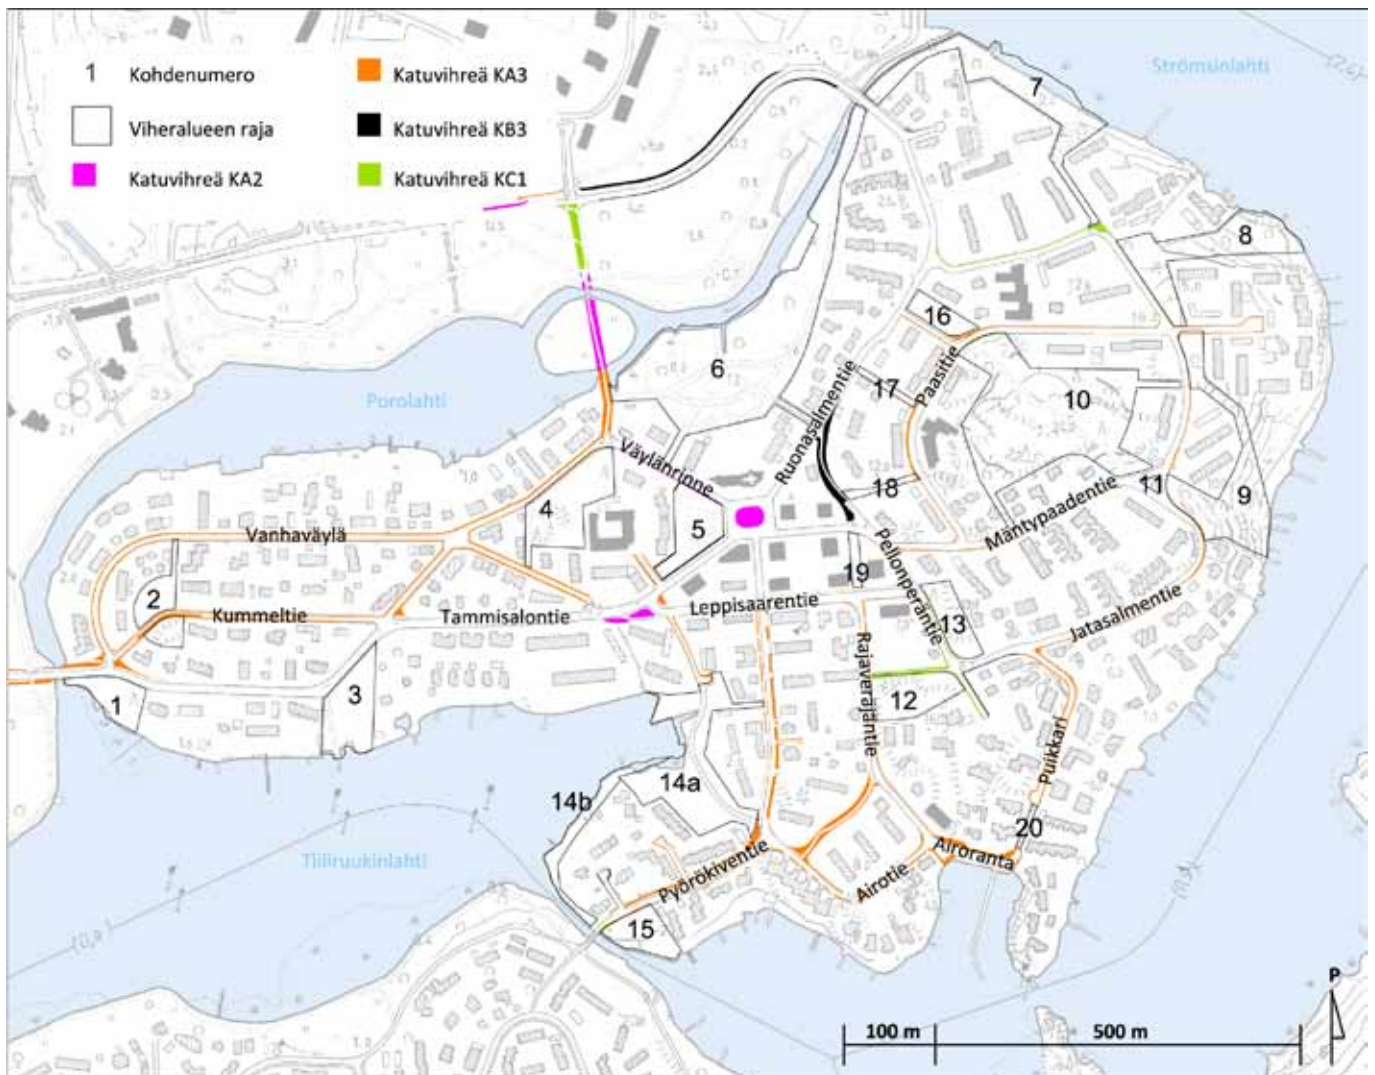 1 Kohdenumero
Viheralueen raja
Katuvihreä KA2
Katuvihreä KA3
Katuvihreä KB3
Katuvihreä KC1
Strömsinlahti
7
8
16
6
17
Paasitie
10
Porolahti
Ruonasalmentie
Väylänrinne
18
11
9
Mäntypaadentie
4
5
Vanhaväylä
Pellonperäntie
19
2
Kummeltie
Tammisalontie
Leppisaarentie
13
Jatasalmentie
Rajaveräjäntie
12
1
3
Puikkari
14a
14b
20
Tiiliruukinlahti
Airoranta
Pyörökiventie
Airotie
15
P
100 m
500 m